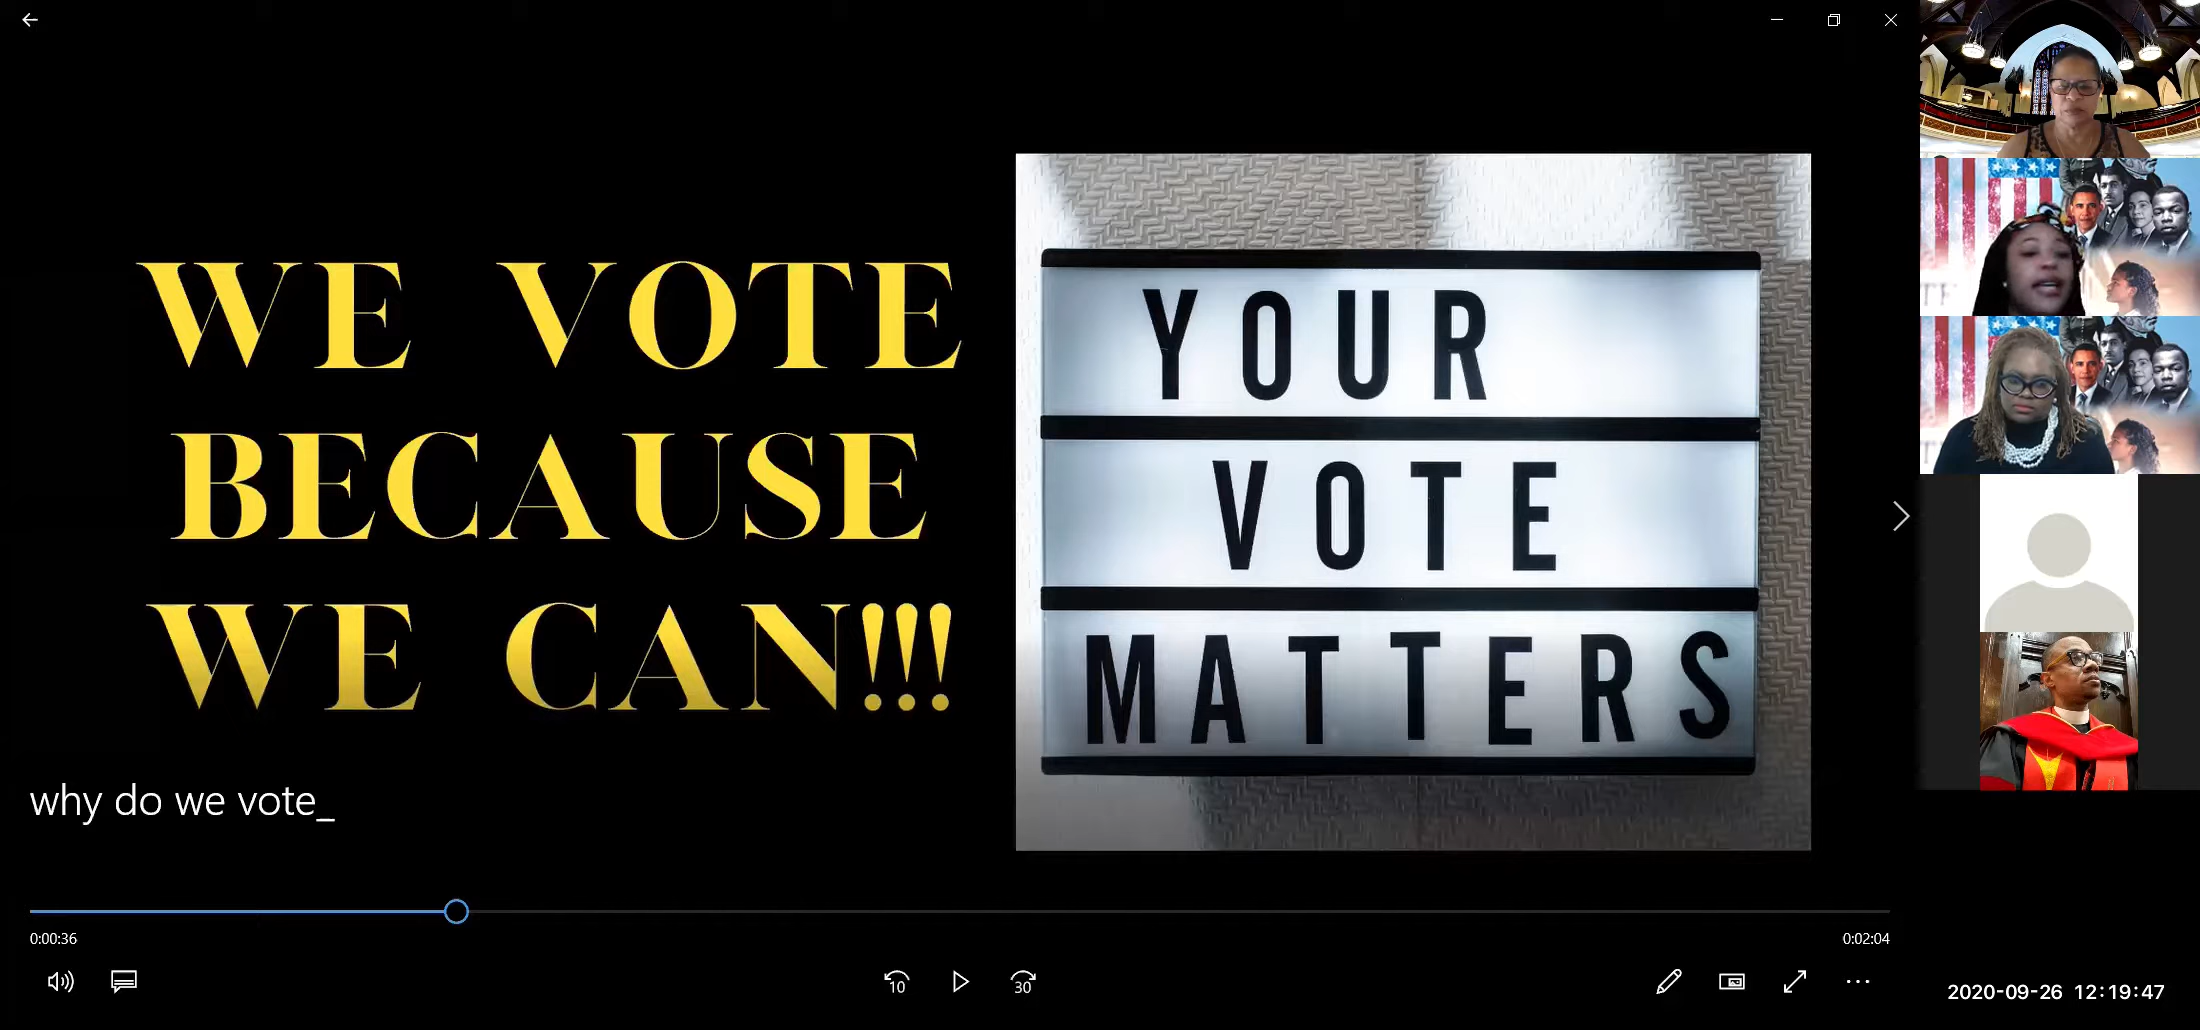 WE VOTE
BECAUSE
WE CAN!!!
YOUR
VOTE
MATTERS
why do we vote_
0:00:36
0:02:04
10
30
2020-09-26 12:19:47